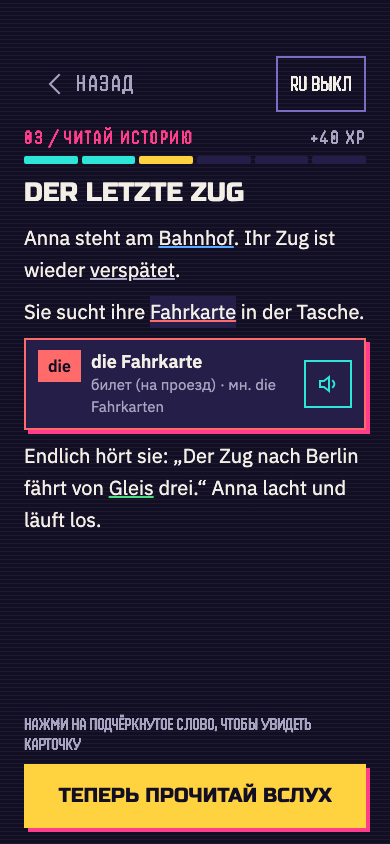 НАЗАД
RU ВЫКЛ
03 / ЧИТАЙ ИСТОРИЮ
+40 XP
DER LETZTE ZUG
Anna steht am Bahnhof. Ihr Zug ist
wieder verspätet.
Sie sucht ihre Fahrkarte in der Tasche.
die
die Fahrkarte
билет (на проезд) · мн. die
Fahrkarten
Endlich hört sie: „Der Zug nach Berlin
fährt von Gleis drei.“ Anna lacht und
läuft los.
НАЖМИ НА ПОДЧЁРКНУТОЕ СЛОВО, ЧТОБЫ УВИДЕТЬ
КАРТОЧКУ
ТЕПЕРЬ ПРОЧИТАЙ ВСЛУХ